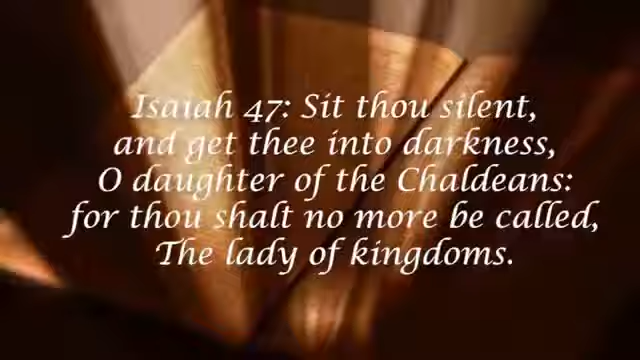 Isaiah 47: Sit thou silent,
and get thee into darkness,
O daughter of the Chaldeans:
for thou shalt no more be called,
The lady of kingdoms.